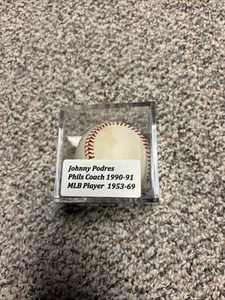 Johnny Podres
Phils Coach 1990-91
MLB Player 1953-69